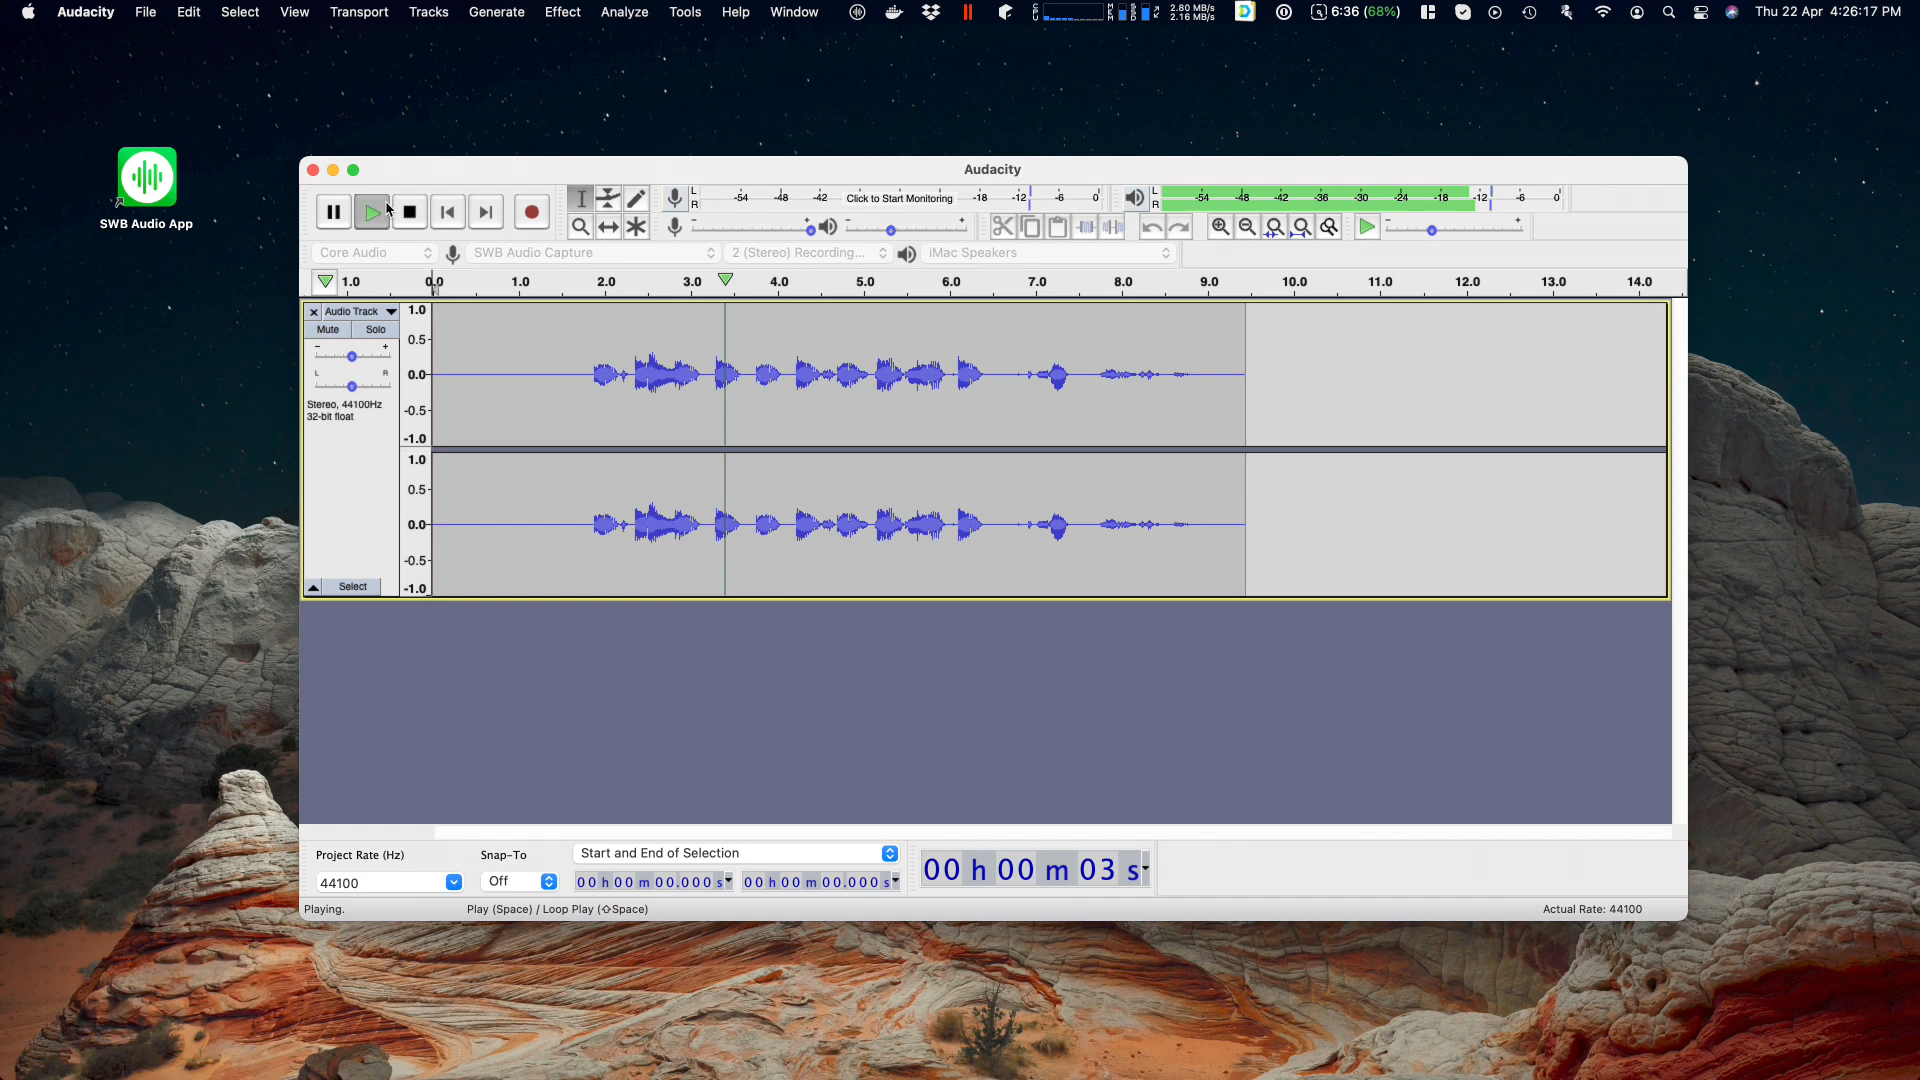 Audacity File Edit Select View Transport Tracks Generate Effect Analyze Tools Help Window
2.80 MB/s
2.16 MB/s
6:36 (68%)
Thu 22 Apr 4:26:17 PM
SWB Audio App
Audacity
L
R
-54 -48 -42 Click to Start Monitoring -18 -12 -6 0
L
R
-54 -48 -42 -36 -30 -24 -18 -12 -6 0
- + - + - +
Core Audio SWB Audio Capture 2 (Stereo) Recording... iMac Speakers
1.0 0.0 1.0 2.0 3.0 4.0 5.0 6.0 7.0 8.0 9.0 10.0 11.0 12.0 13.0 14.0
Audio Track
Mute Solo
- +
L R
Stereo, 44100Hz
32-bit float
Select
1.0
0.5
0.0
-0.5
-1.0
1.0
0.5
0.0
-0.5
-1.0
Project Rate (Hz) Snap-To Start and End of Selection
44100 Off 00 h 00 m 00.000 s 00 h 00 m 00.000 s
00 h 00 m 03 s
Playing. Play (Space) / Loop Play (⇧Space) Actual Rate: 44100